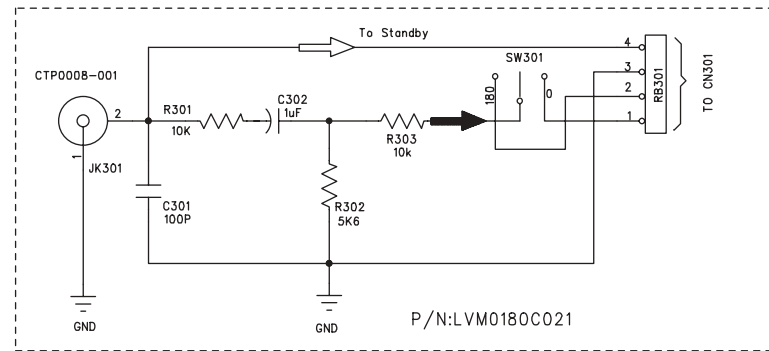 To Standby
CTP0008-001
SW301
4
3
2
1
RB301
TO CN301
180
0
2
1
JK301
R301
10K
C302
1uF
R303
10k
C301
100P
R302
5K6
GND
GND
P/N:LVM0180C021